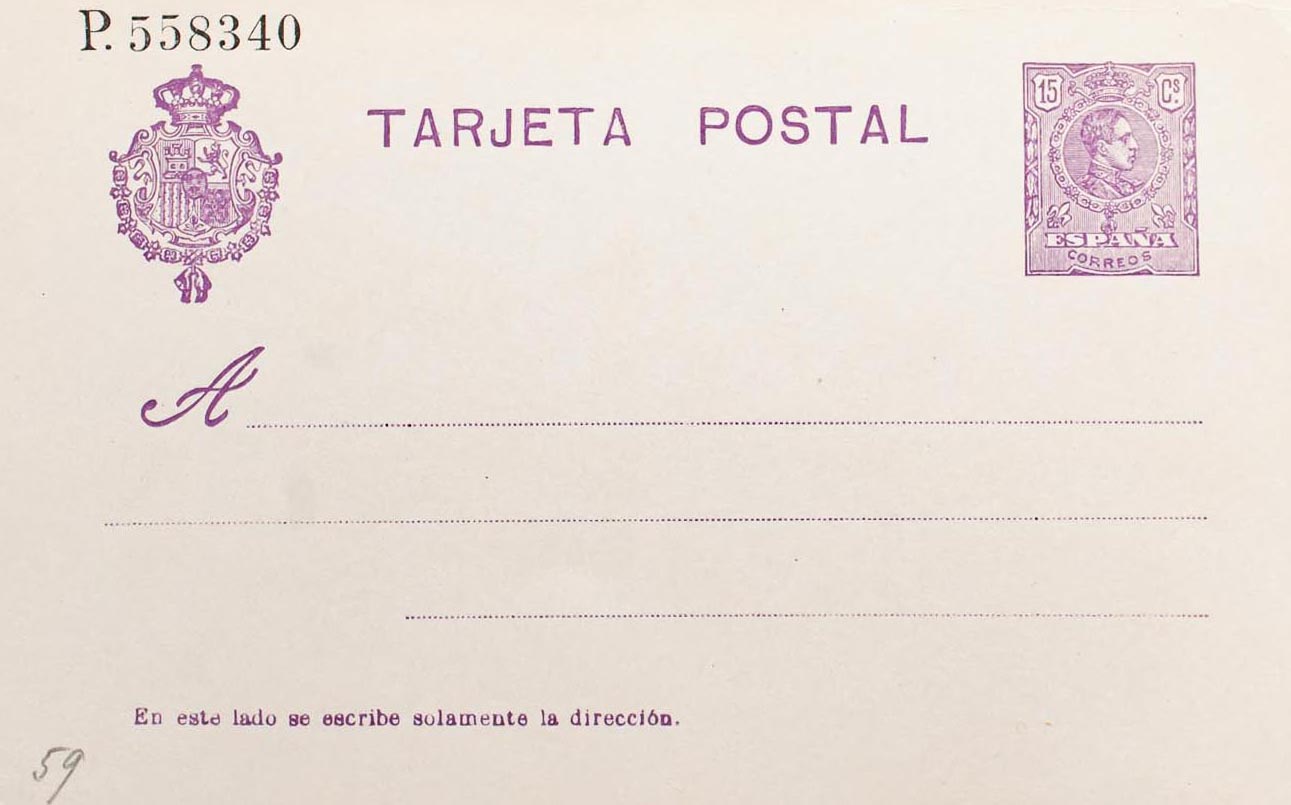 P. 558340
TARJETA POSTAL
15 Cs.
ESPAÑA
CORREOS
A
En este lado se escribe solamente la dirección.
59